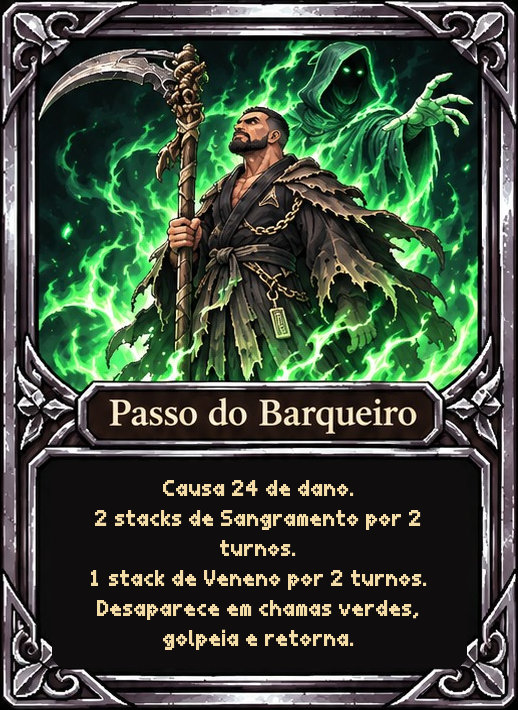 Passo do Barqueiro
Causa 24 de dano.
2 stacks de Sangramento por 2
turnos.
1 stack de Veneno por 2 turnos.
Desaparece em chamas verdes,
golpeia e retorna.